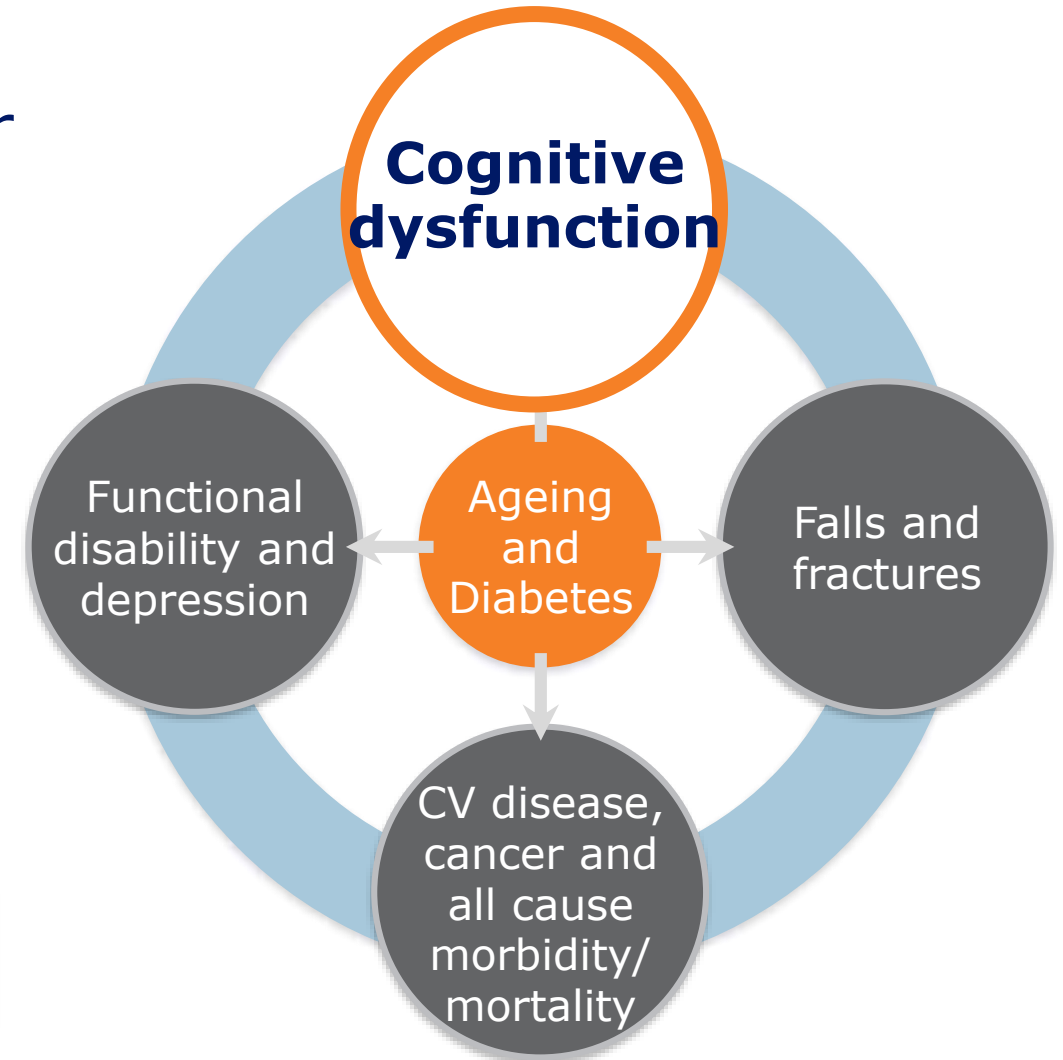 r
Cognitive
dysfunction
Functional
disability and
depression
Ageing
and
Diabetes
Falls and
fractures
CV disease,
cancer and
all cause
morbidity/
mortality